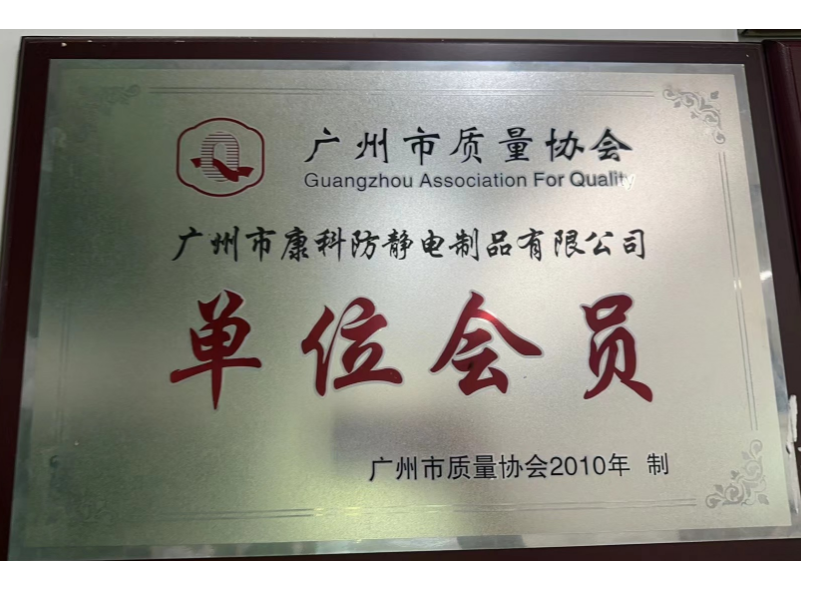 广州市质量协会
Guangzhou Association For Quality
广州市康科防静电制品有限公司
单位会员
广州市质量协会2010年 制